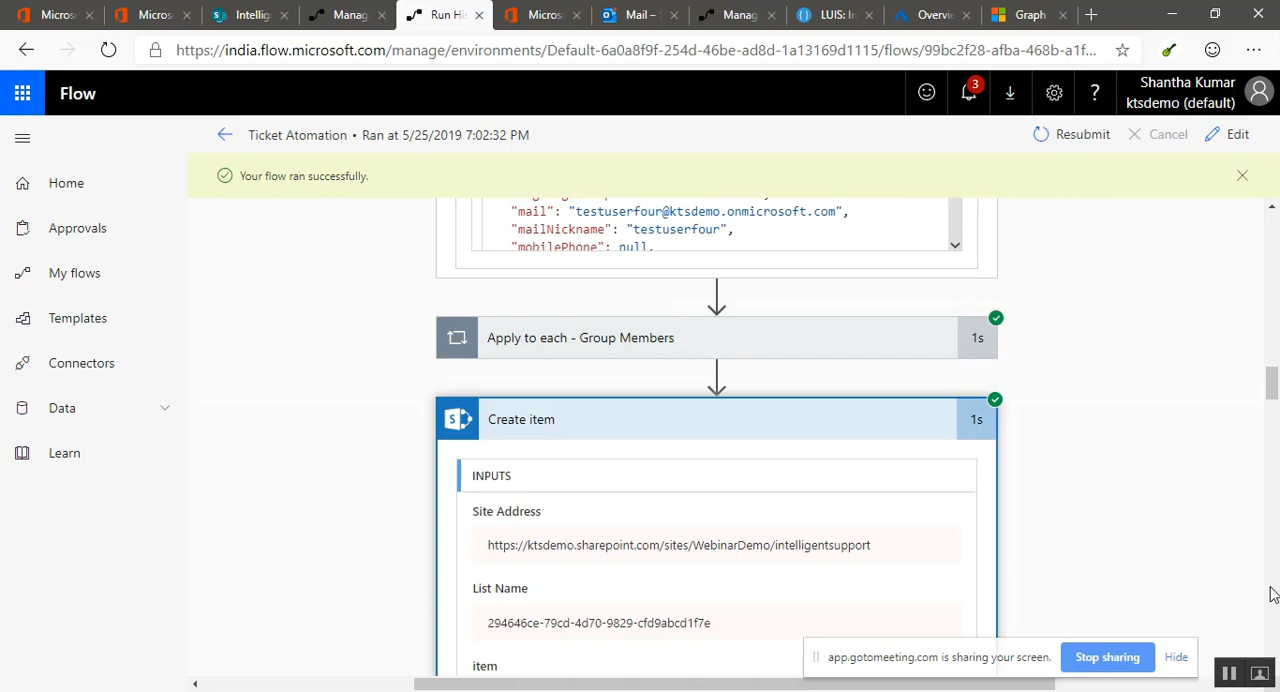 Micros
Micros
Intellig
Manag
Run His
Micros
Mail –
Manag
LUIS: In
Overvie
Graph
https://india.flow.microsoft.com/manage/environments/Default-6a0a8f9f-254d-46be-ad8d-1a13169d1115/flows/99bc2f28-afba-468b-a1f...
Flow
3
?
Shantha Kumar
ktsdemo (default)
Ticket Atomation • Ran at 5/25/2019 7:02:32 PM
Resubmit
Cancel
Edit
Your flow ran successfully.
Home
Approvals
My flows
Templates
Connectors
Data
Learn
"mail": "testuserfour@ktsdemo.onmicrosoft.com",
"mailNickname": "testuserfour",
"mobilePhone": null,
Apply to each - Group Members
1s
S
Create item
1s
INPUTS
Site Address
https://ktsdemo.sharepoint.com/sites/WebinarDemo/intelligentsupport
List Name
294646ce-79cd-4d70-9829-cfd9abcd1f7e
item
app.gotomeeting.com is sharing your screen.
Stop sharing
Hide